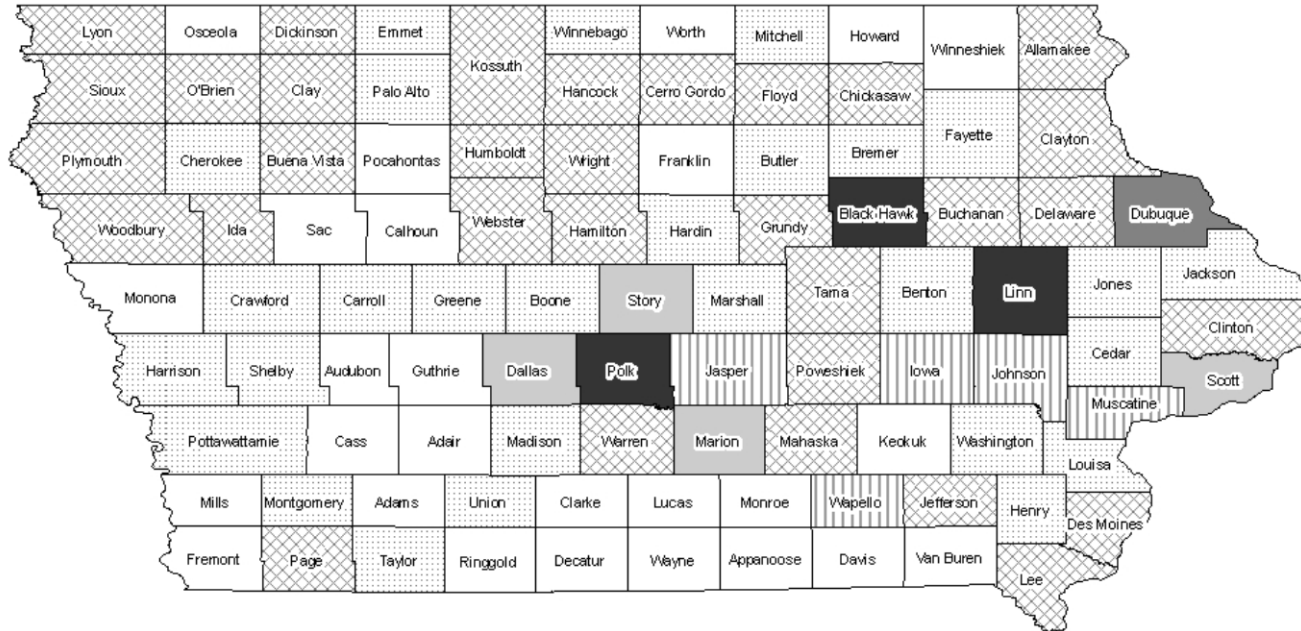 Lyon Osceola Dickinson Emmet Kossuth Winnebago Worth Mitchell Howard Winneshiek Allamakee
Sioux O'Brien Clay Palo Alto Hancock Cerro Gordo Floyd Chickasaw
Fayette Clayton
Plymouth Cherokee Buena Vista Pocahontas Humboldt Wright Franklin Butler Bremer
Woodbury Ida Sac Calhoun Webster Hamilton Hardin Grundy Black Hawk Buchanan Delaware Dubuque
Monona Crawford Carroll Greene Boone Story Marshall Tama Benton Linn Jones Jackson
Clinton
Harrison Shelby Audubon Guthrie Dallas Polk Jasper Poweshiek Iowa Johnson Cedar Scott
Muscatine
Pottawattamie Cass Adair Madison Warren Marion Mahaska Keokuk Washington Louisa
Mills Montgomery Adams Union Clarke Lucas Monroe Wapello Jefferson Henry Des Moines
Fremont Page Taylor Ringgold Decatur Wayne Appanoose Davis Van Buren Lee